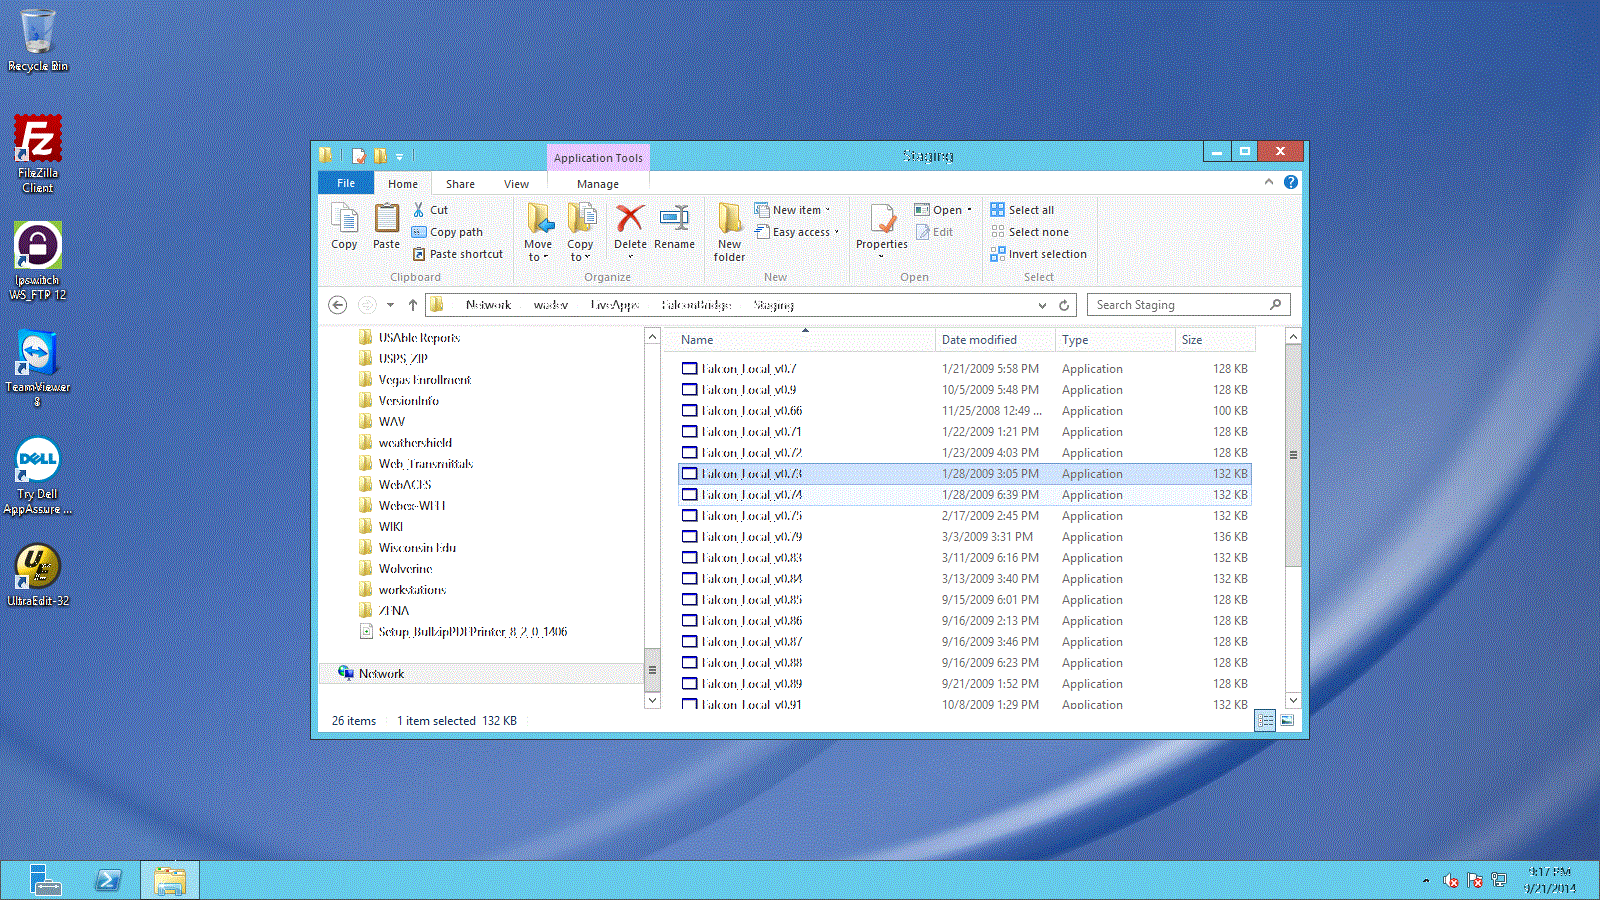 Recycle Bin
FileZilla
Client
Ipswitch
WS_FTP 12
TeamViewer
8
DELL
Try Dell
AppAssure ...
UltraEdit-32
Application Tools
Staging
File
Home
Share
View
Manage
Copy
Paste
Cut
Copy path
Paste shortcut
Clipboard
Move
to
Copy
to
Delete
Rename
Organize
New
folder
New item
Easy access
New
Properties
Open
Edit
Open
Select all
Select none
Invert selection
Select
Network wadev LiveApps FalconBadge Staging
Search Staging
USAble Reports
USPS_ZIP
Vegas Enrollment
VersionInfo
WAV
weathershield
Web_Transmittals
WebACES
WIKI
Wisconsin Edu
Wolverine
workstations
ZENA
Setup_BullzipPDFPrinter_8_2_0_1406
Network
Name Date modified Type Size
Falcon_Local_v0.7 1/21/2009 5:58 PM Application 128 KB
Falcon_Local_v0.9 10/5/2009 5:48 PM Application 128 KB
Falcon_Local_v0.66 11/25/2008 12:49 ... Application 100 KB
Falcon_Local_v0.71 1/22/2009 1:21 PM Application 128 KB
Falcon_Local_v0.72 1/23/2009 4:03 PM Application 128 KB
Falcon_Local_v0.73 1/28/2009 3:05 PM Application 132 KB
Falcon_Local_v0.74 1/28/2009 6:39 PM Application 132 KB
Falcon_Local_v0.75 2/17/2009 2:45 PM Application 132 KB
Falcon_Local_v0.79 3/3/2009 3:31 PM Application 136 KB
Falcon_Local_v0.83 3/11/2009 6:16 PM Application 132 KB
Falcon_Local_v0.84 3/13/2009 3:40 PM Application 132 KB
Falcon_Local_v0.85 9/15/2009 6:01 PM Application 128 KB
Falcon_Local_v0.86 9/16/2009 2:13 PM Application 128 KB
Falcon_Local_v0.87 9/16/2009 3:46 PM Application 128 KB
Falcon_Local_v0.88 9/16/2009 6:23 PM Application 128 KB
Falcon_Local_v0.89 9/21/2009 1:52 PM Application 128 KB
Falcon_Local_v0.91 10/8/2009 1:29 PM Application 128 KB
26 items 1 item selected 132 KB
9:17 PM
9/21/2014